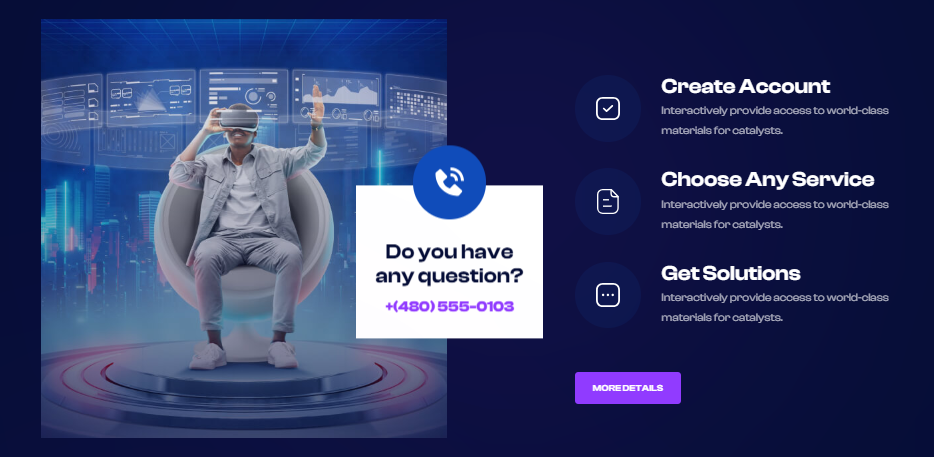 Do you have
any question?
+(480) 555-0103
Create Account
Interactively provide access to world-class
materials for catalysts.
Choose Any Service
Interactively provide access to world-class
materials for catalysts.
Get Solutions
Interactively provide access to world-class
materials for catalysts.
MORE DETAILS